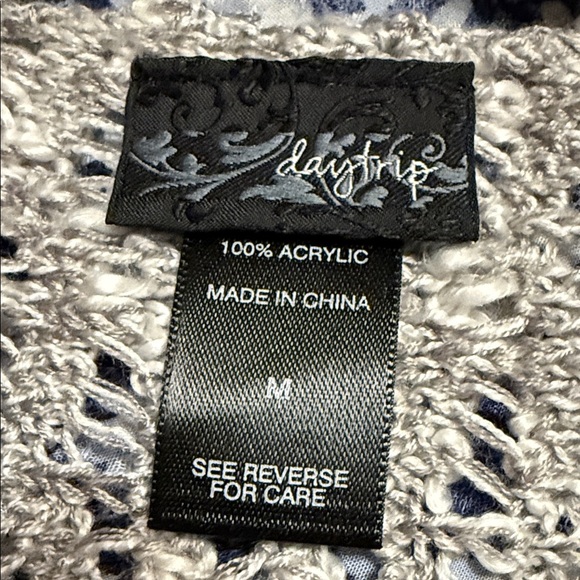 daytrip
100% ACRYLIC
MADE IN CHINA
M
SEE REVERSE
FOR CARE